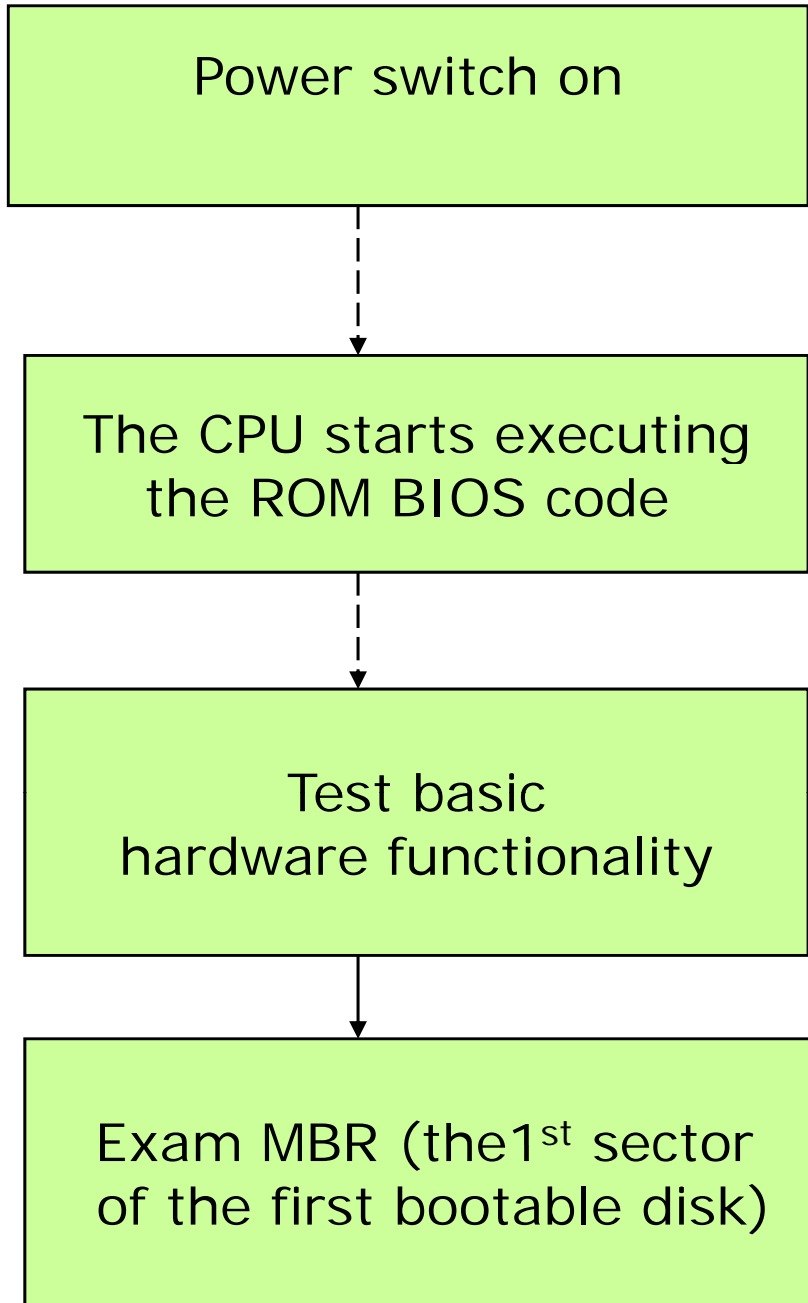 Power switch on
The CPU starts executing
the ROM BIOS code
Test basic
hardware functionality
Exam MBR (the1st sector
of the first bootable disk)